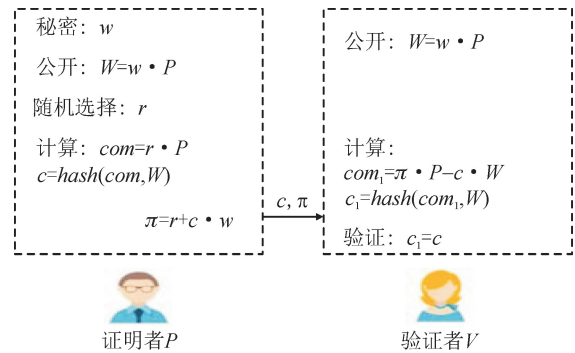 秘密：w
公开：W=w·P
随机选择：r
计算：com=r·P
c=hash(com,W)
π=r+c·w
c, π
公开：W=w·P
计算：
com₁=π·P−c·W
c₁=hash(com₁,W)
验证：c₁=c
证明者P
验证者V